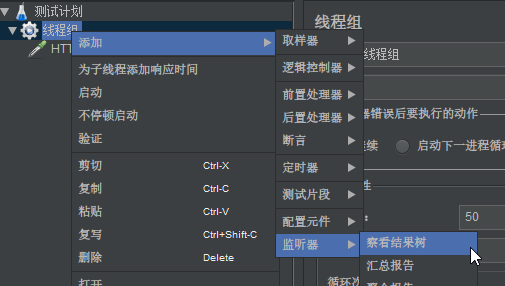 测试计划
线程组
HT
添加
为子线程添加响应时间
启动
不停顿启动
验证
剪切 Ctrl-X
复制 Ctrl-C
粘贴 Ctrl-V
复写 Ctrl+Shift-C
删除 Delete
打开
取样器
逻辑控制器
前置处理器
后置处理器
断言
定时器
测试片段
配置元件
监听器
察看结果树
汇总报告
聚合报告
线程组
线程组
器错误后要执行的动作
继续 启动下一进程循环
性
: 50
循环次